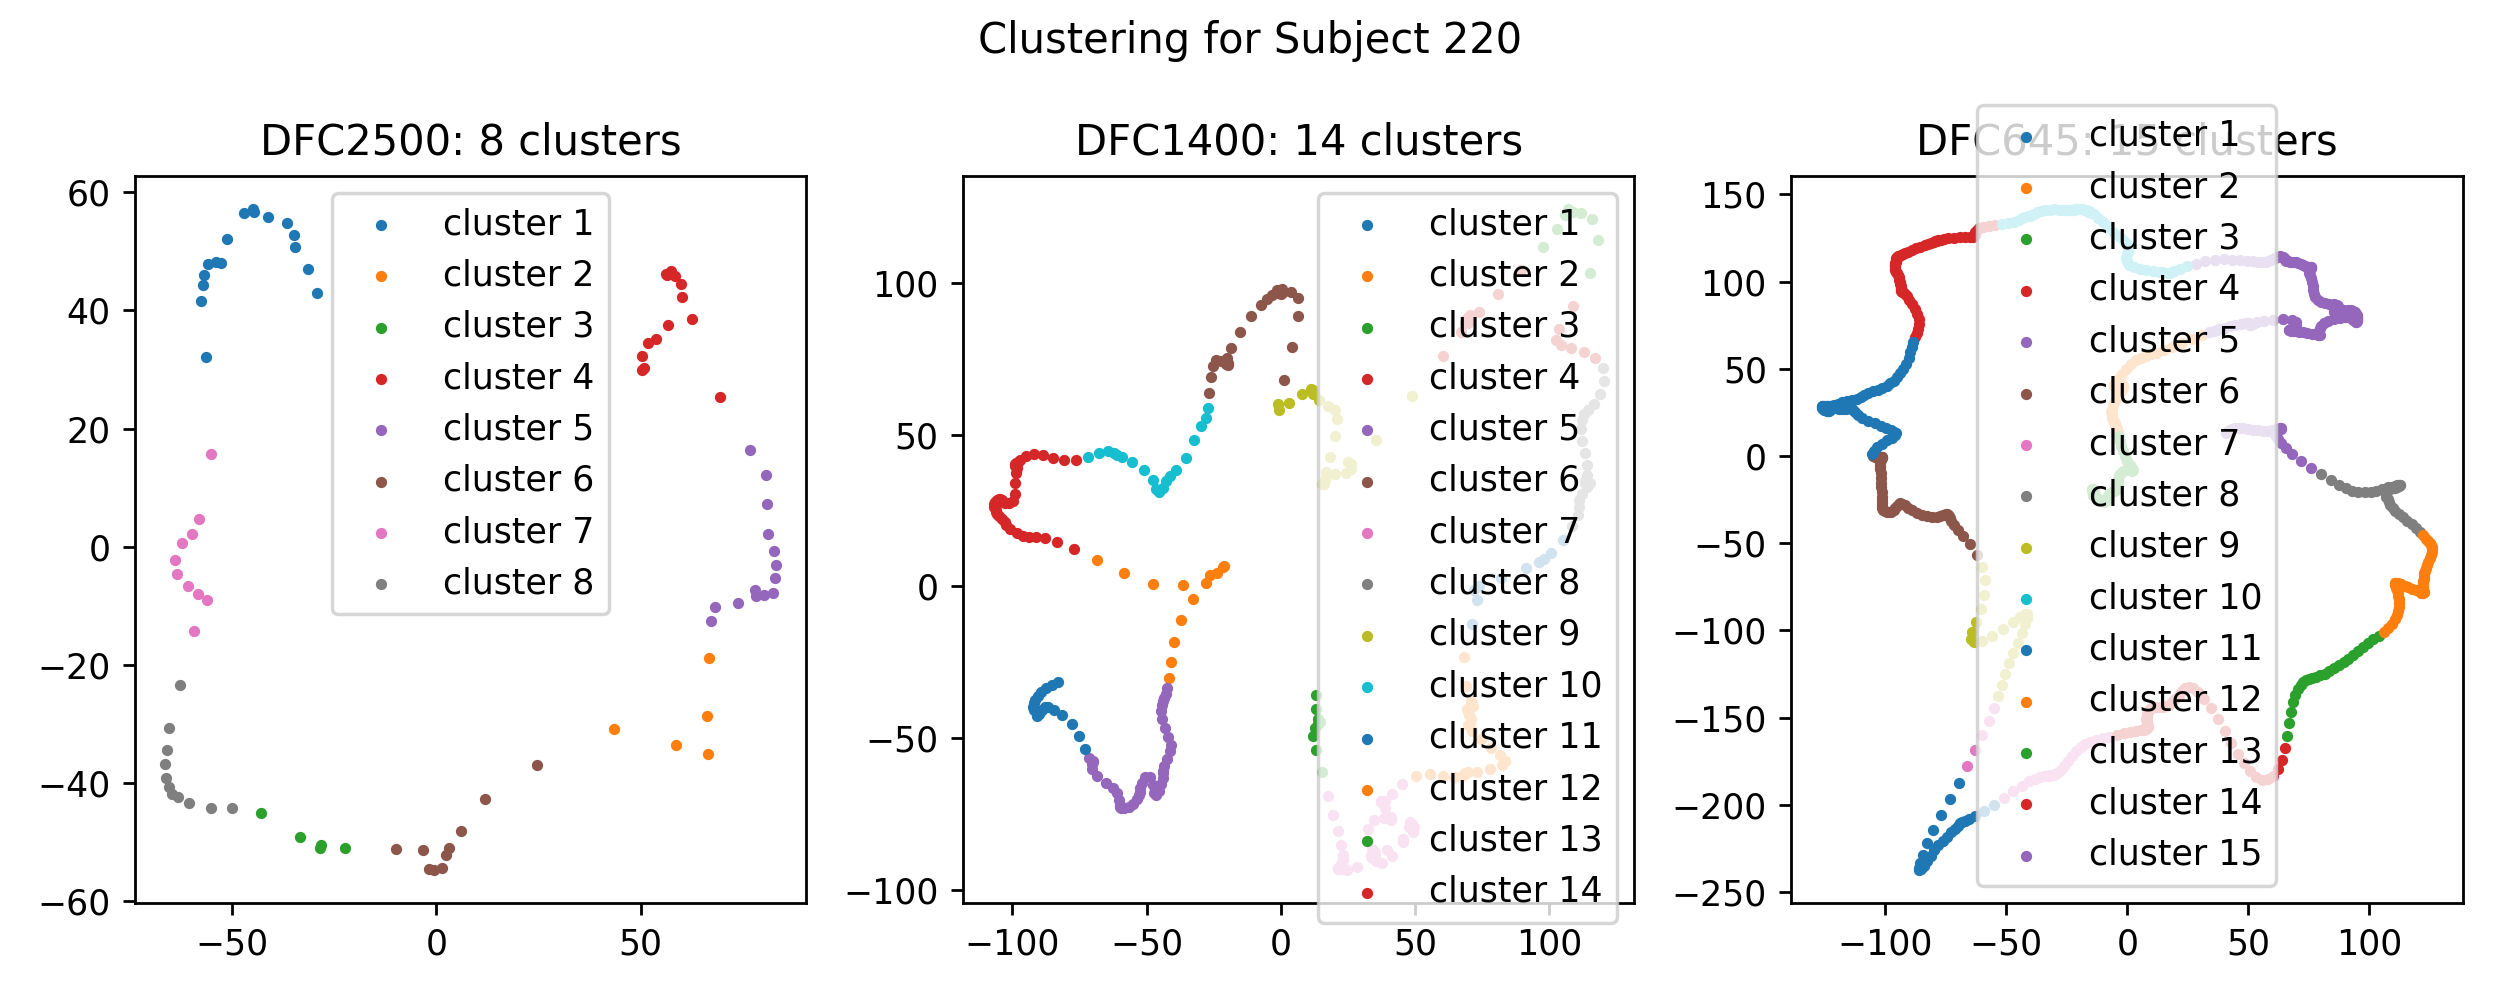 Clustering for Subject 220
DFC2500: 8 clusters
60
40
20
0
−20
−40
−60
−50
0
50
cluster 1
cluster 2
cluster 3
cluster 4
cluster 5
cluster 6
cluster 7
cluster 8
DFC1400: 14 clusters
100
50
0
−50
−100
−100
−50
0
50
100
cluster 1
cluster 2
cluster 3
cluster 4
cluster 5
cluster 6
cluster 7
cluster 8
cluster 9
cluster 10
cluster 11
cluster 12
cluster 13
cluster 14
DFC645: 15 clusters
150
100
50
0
−50
−100
−150
−200
−250
−100
−50
0
50
100
cluster 1
cluster 2
cluster 3
cluster 4
cluster 5
cluster 6
cluster 7
cluster 8
cluster 9
cluster 10
cluster 11
cluster 12
cluster 13
cluster 14
cluster 15